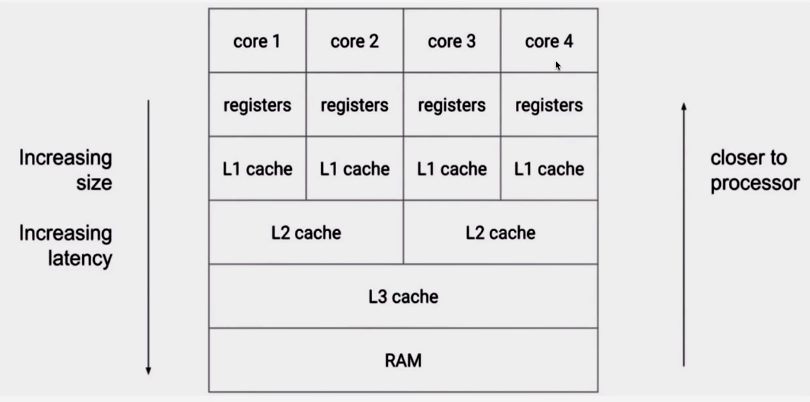 core 1 core 2 core 3 core 4
registers registers registers registers
Increasing
size
L1 cache L1 cache L1 cache L1 cache
closer to
processor
Increasing
latency
L2 cache L2 cache
L3 cache
RAM